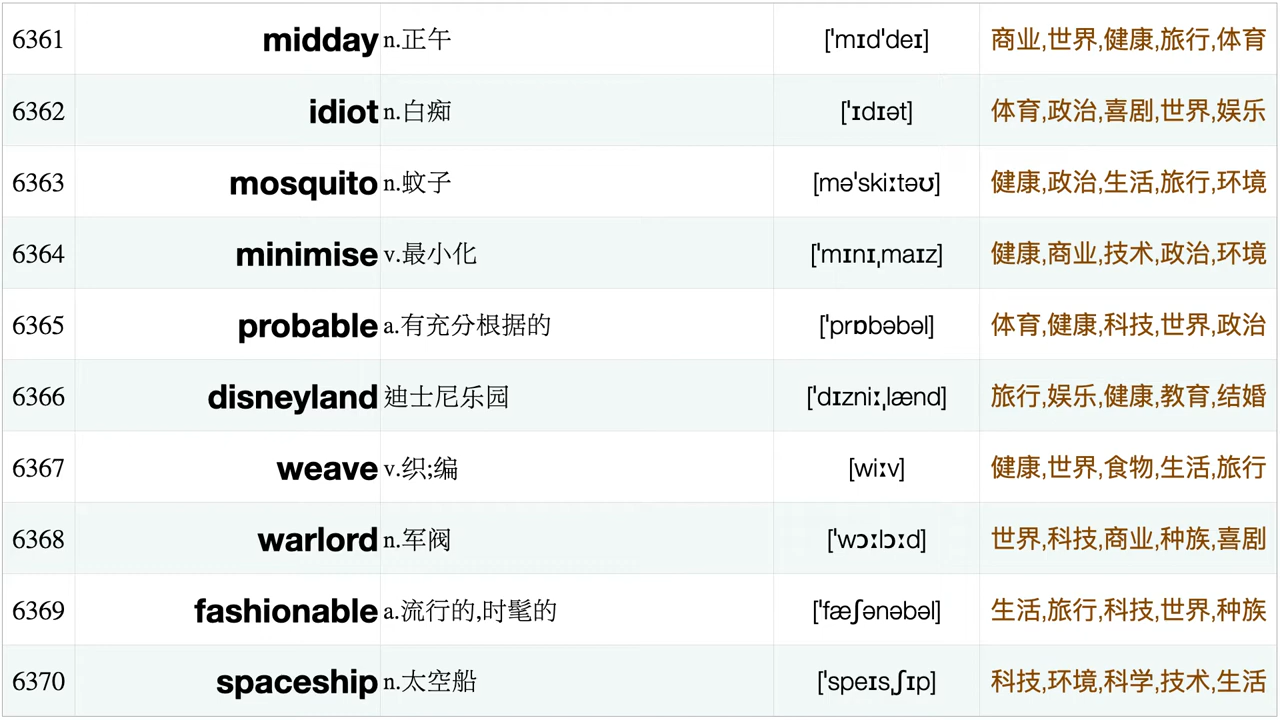 6361 midday n.正午 [ˈmɪdˈdeɪ] 商业,世界,健康,旅行,体育
6362 idiot n.白痴 [ˈɪdɪət] 体育,政治,喜剧,世界,娱乐
6363 mosquito n.蚊子 [məˈskiːtəʊ] 健康,政治,生活,旅行,环境
6364 minimise v.最小化 [ˈmɪnɪˌmaɪz] 健康,商业,技术,政治,环境
6365 probable a.有充分根据的 [ˈprɒbəbəl] 体育,健康,科技,世界,政治
6366 disneyland 迪士尼乐园 [ˈdɪzniːˌlænd] 旅行,娱乐,健康,教育,结婚
6367 weave v.织;编 [wiːv] 健康,世界,食物,生活,旅行
6368 warlord n.军阀 [ˈwɔːlɔːd] 世界,科技,商业,种族,喜剧
6369 fashionable a.流行的,时髦的 [ˈfæʃənəbəl] 生活,旅行,科技,世界,种族
6370 spaceship n.太空船 [ˈspeɪsˌʃɪp] 科技,环境,科学,技术,生活